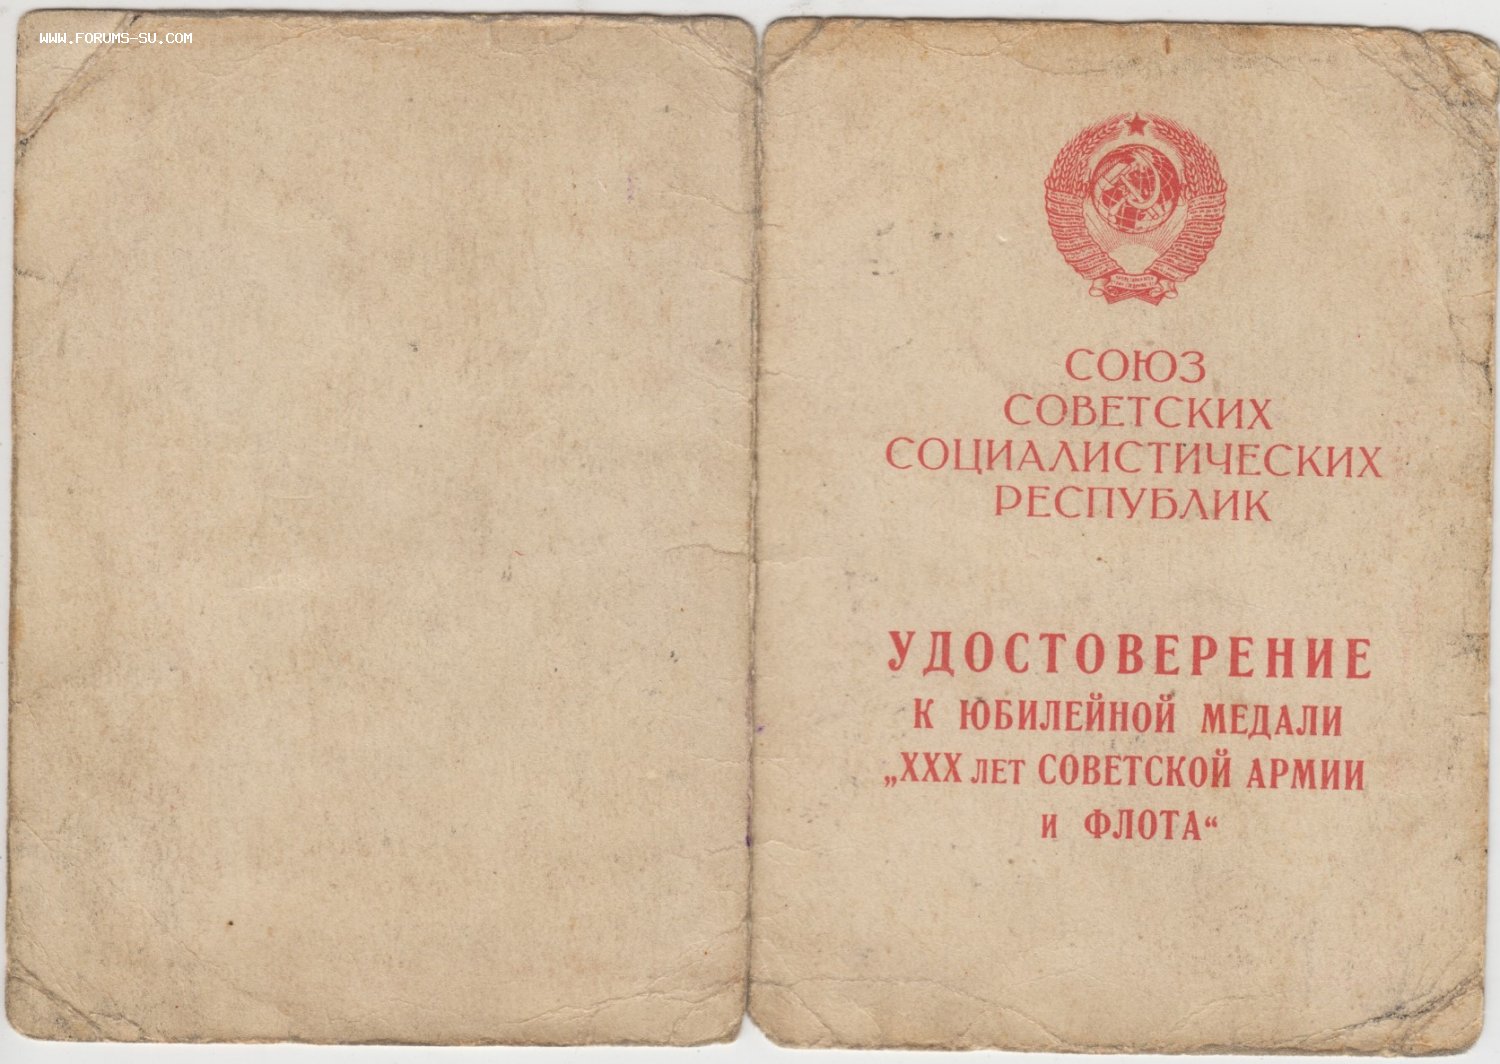 WWW.FORUMS-SU.COM
СОЮЗ
СОВЕТСКИХ
СОЦИАЛИСТИЧЕСКИХ
РЕСПУБЛИК
УДОСТОВЕРЕНИЕ
К ЮБИЛЕЙНОЙ МЕДАЛИ
„XXX ЛЕТ СОВЕТСКОЙ АРМИИ
И ФЛОТА“